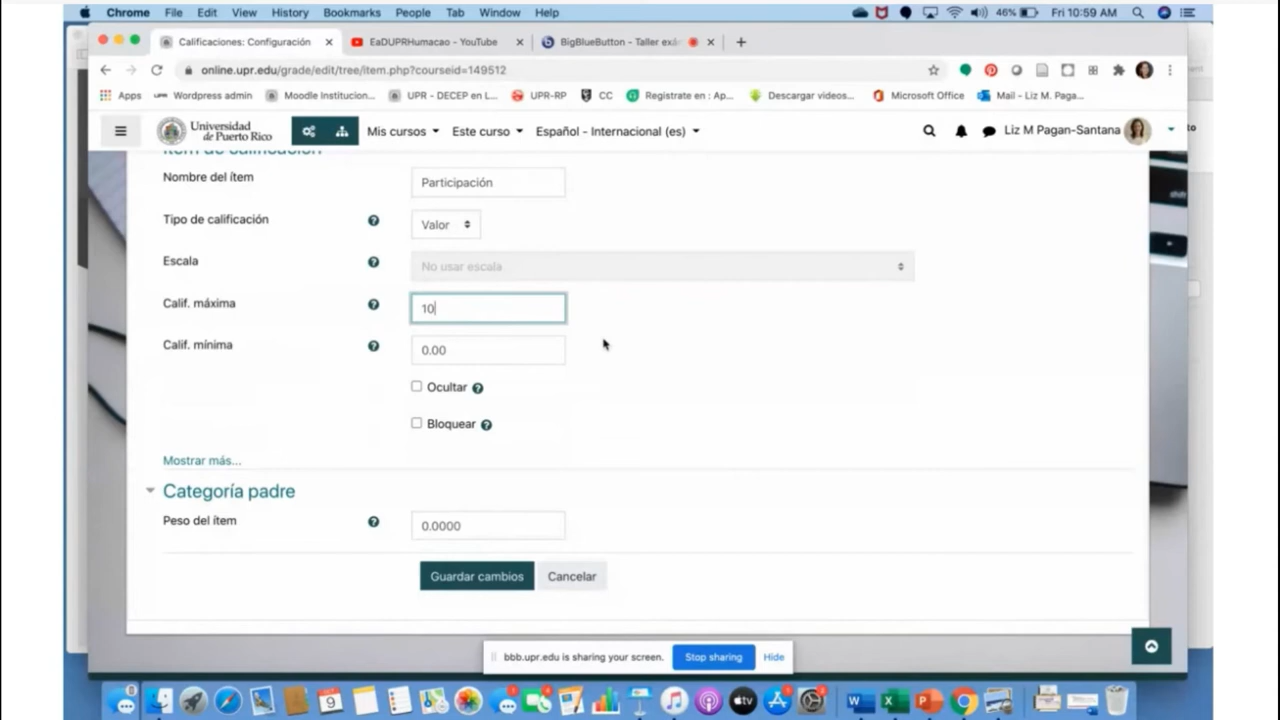 Chrome File Edit View History Bookmarks People Tab Window Help 46% Fri 10:59 AM
Calificaciones: Configuración EaDUPRHumacao - YouTube BigBlueButton - Taller exá
online.upr.edu/grade/edit/tree/item.php?courseid=149512
Apps Wordpress admin Moodle Institucion... UPR - DECEP en L... UPR-RP CC Registrate en : Ap... Descargar videos... Microsoft Office Mail - Liz M. Paga...
Universidad de Puerto Rico Mis cursos Este curso Español - Internacional (es) Liz M Pagan-Santana
Ítem de calificación
Nombre del ítem Participación
Tipo de calificación Valor
Escala No usar escala
Calif. máxima 10
Calif. mínima 0.00
Ocultar
Bloquear
Mostrar más...
Categoría padre
Peso del ítem 0.0000
Guardar cambios Cancelar
bbb.upr.edu is sharing your screen. Stop sharing Hide